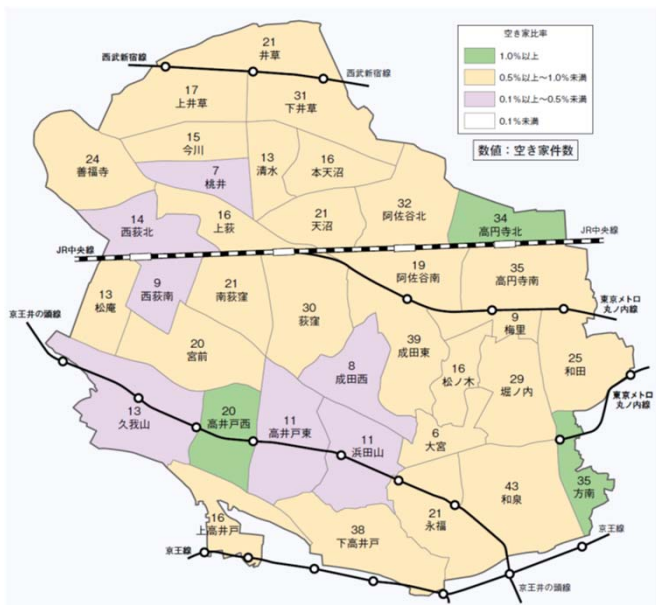 空き家比率
1.0%以上
0.5%以上～1.0%未満
0.1%以上～0.5%未満
0.1%未満
数値：空き家件数
西武新宿線
西武新宿線
21
井草
17
上井草
31
下井草
15
今川
24
善福寺
7
桃井
13
清水
16
本天沼
14
西荻北
16
上荻
21
天沼
32
阿佐谷北
34
高円寺北
JR中央線
JR中央線
13
松庵
9
西荻南
21
南荻窪
30
荻窪
19
阿佐谷南
35
高円寺南
東京メトロ
丸ノ内線
京王井の頭線
20
宮前
8
成田西
39
成田東
16
松ノ木
9
梅里
29
堀ノ内
25
和田
東京メトロ
丸ノ内線
13
久我山
20
高井戸西
11
高井戸東
11
浜田山
6
大宮
43
和泉
35
方南
16
上高井戸
38
下高井戸
21
永福
京王線
京王線
京王井の頭線